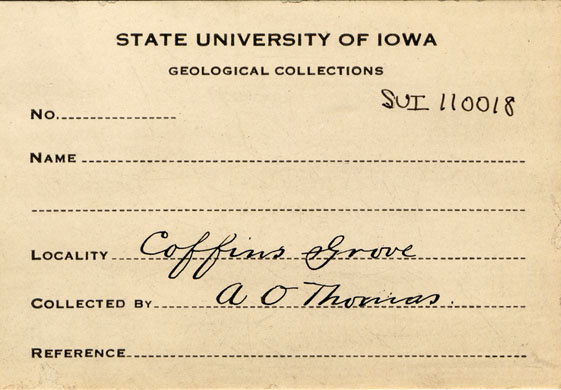 STATE UNIVERSITY OF IOWA
GEOLOGICAL COLLECTIONS
SUI 110018
NO.
NAME
LOCALITY Coffins Grove
COLLECTED BY A O Thomas.
REFERENCE